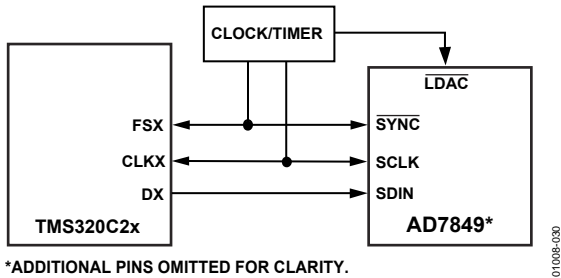 CLOCK/TIMER
LDAC
FSX
SYNC
CLKX
SCLK
DX
SDIN
TMS320C2x
AD7849*
*ADDITIONAL PINS OMITTED FOR CLARITY.
01008-030